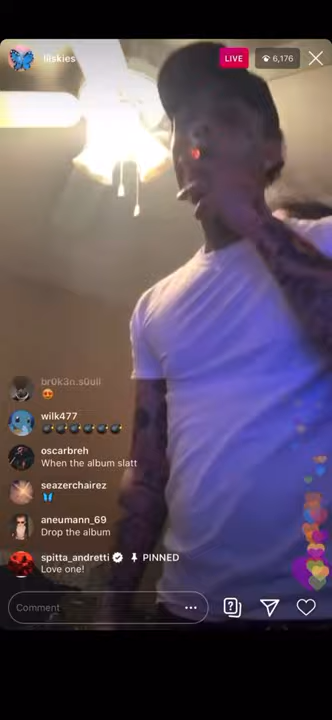 lilskies
LIVE
6,176
br0k3n.s0ull
wilk477
oscarbreh
When the album slatt
seazerchairez
aneumann_69
Drop the album
spitta_andretti PINNED
Love one!
Comment